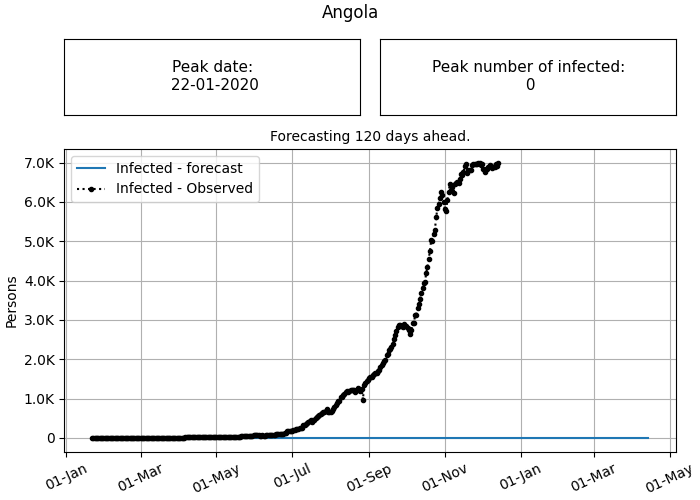 Angola
Peak date:
22-01-2020
Peak number of infected:
0
Forecasting 120 days ahead.
Infected - forecast
Infected - Observed
7.0K
6.0K
5.0K
4.0K
3.0K
2.0K
1.0K
0
Persons
01-Jan
01-Mar
01-May
01-Jul
01-Sep
01-Nov
01-Jan
01-Mar
01-May